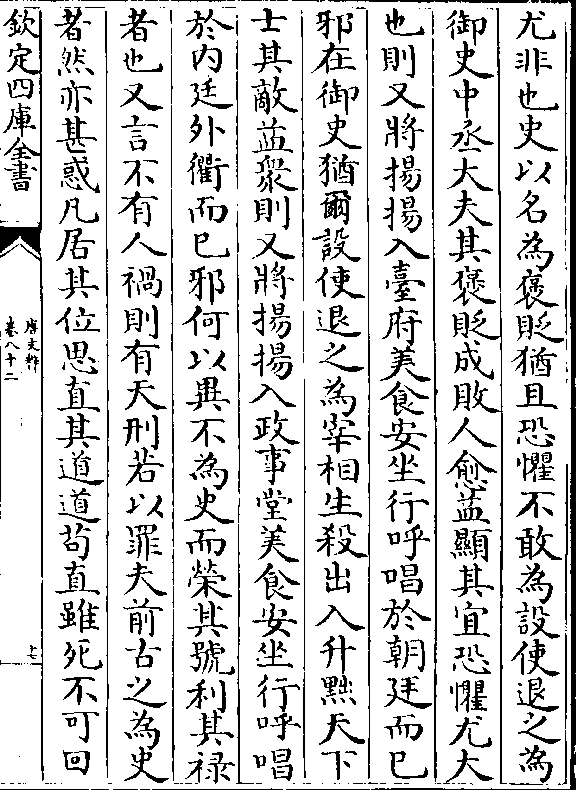 尤非也史以名為褒貶猶且恐懼不敢為設使退之為
御史中丞大夫其褒貶成敗人愈益顯其宜恐懼尤大
也則又將揚揚入臺府美食安坐行呼唱於朝廷而已
邪在御史猶爾設使退之為宰相生殺出入升黜天下
士其敵益衆則又將揚揚入政事堂美食安坐行呼唱
於内廷外衢而已邪何以異不為史而榮其號利其禄
者也又言不有人禍則有天刑若以罪夫前古之為史
者然亦甚惑凡居其位思直其道道茍直雖死不可回
欽定四庫全書
唐文粹
卷八十二
十七